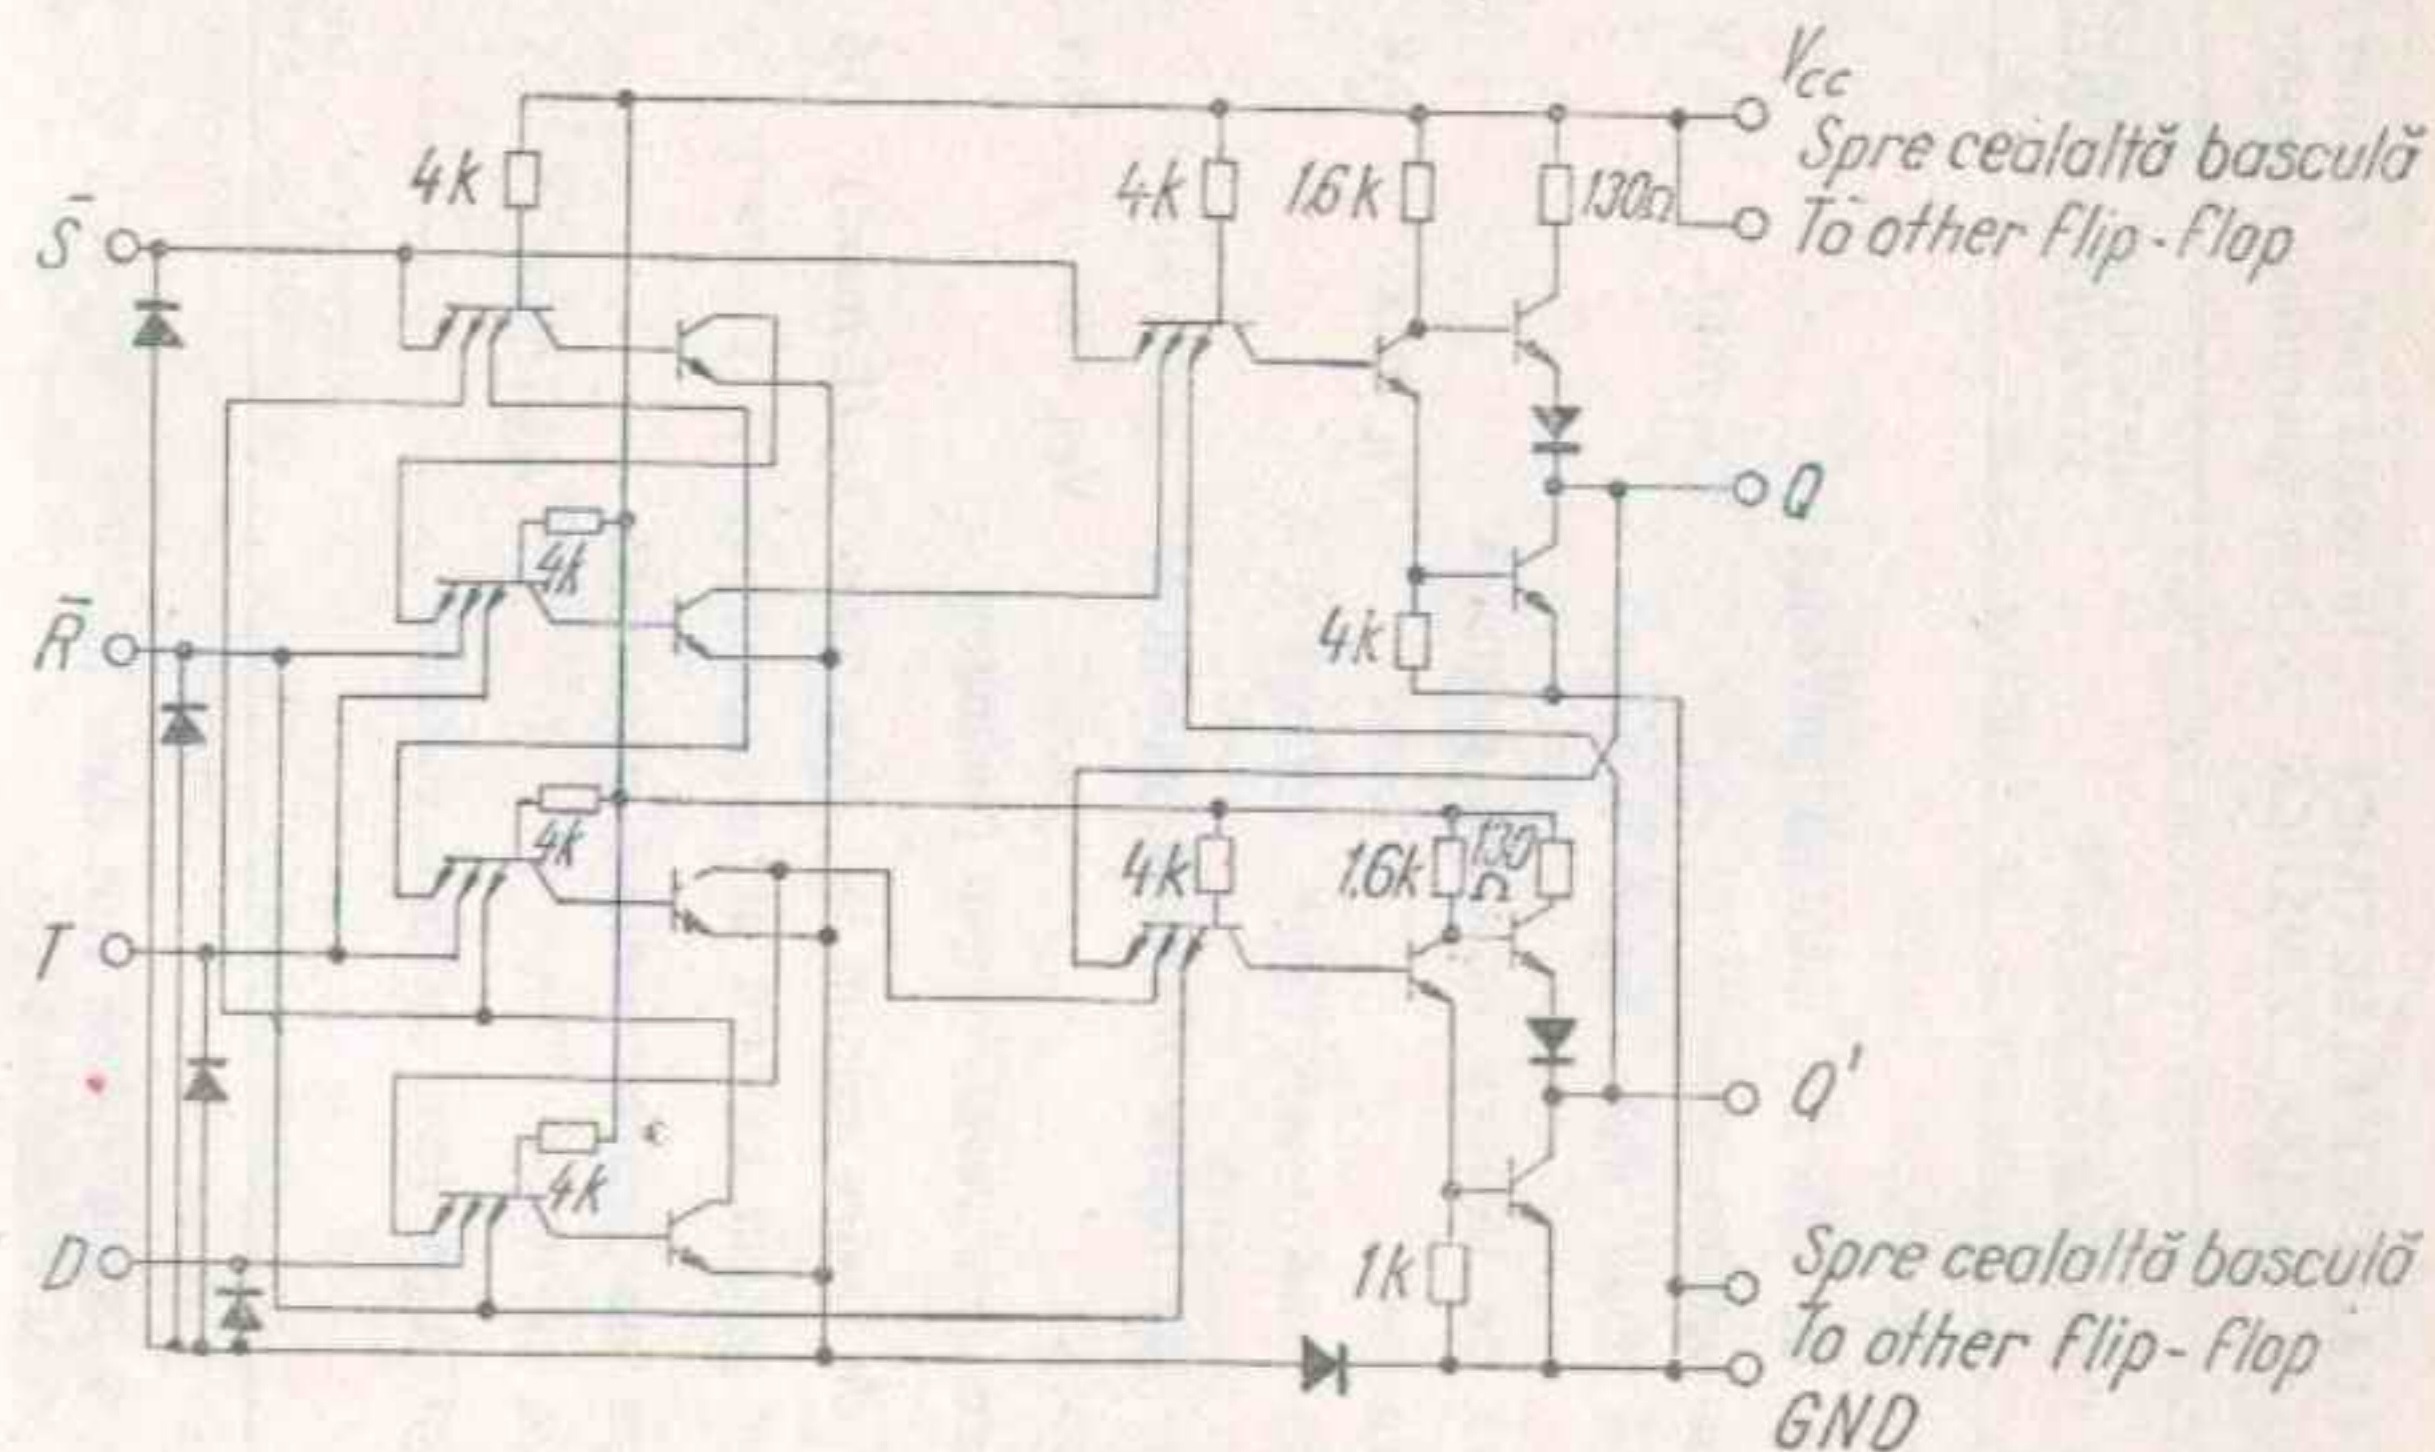 Vcc
Spre cealaltă basculă
To other flip-flop
4k
4k
1.6k
130Ω
S̄
4k
Q
R̄
4k
4k
4k
1.6k
130
Ω
T
Q'
4k
D
1k
Spre cealaltă basculă
To other flip-flop
GND